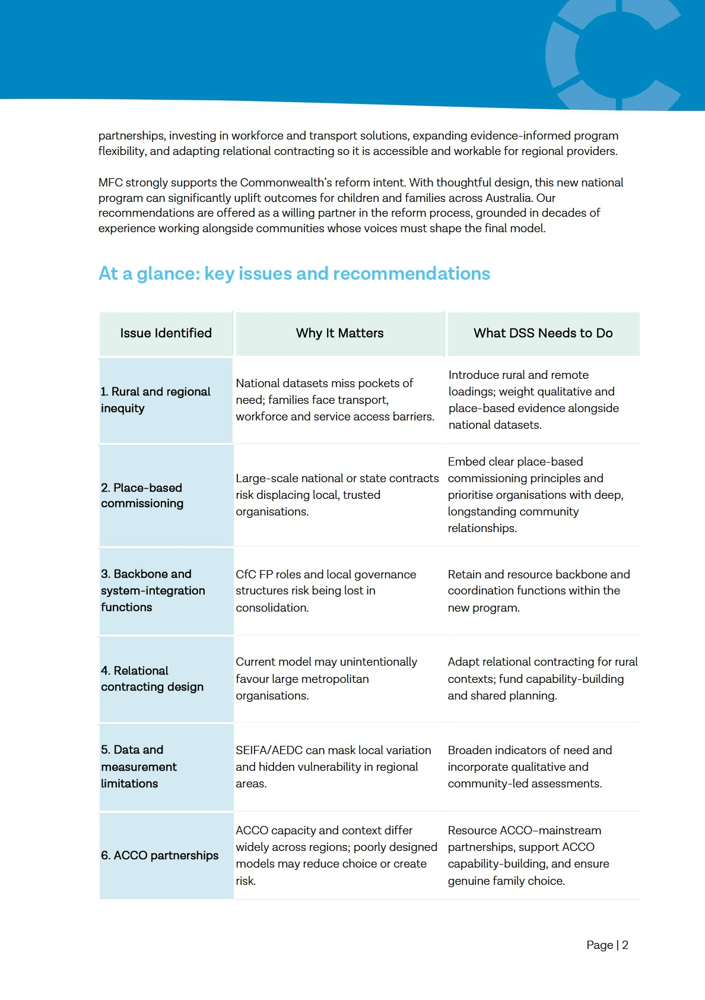 partnerships, investing in workforce and transport solutions, expanding evidence-informed program
flexibility, and adapting relational contracting so it is accessible and workable for regional providers.
MFC strongly supports the Commonwealth’s reform intent. With thoughtful design, this new national
program can significantly uplift outcomes for children and families across Australia. Our
recommendations are offered as a willing partner in the reform process, grounded in decades of
experience working alongside communities whose voices must shape the final model.
At a glance: key issues and recommendations
Issue Identified
Why It Matters
What DSS Needs to Do
1. Rural and regional
inequity
National datasets miss pockets of
need; families face transport,
workforce and service access barriers.
Introduce rural and remote
loadings; weight qualitative and
place-based evidence alongside
national datasets.
2. Place-based
commissioning
Large-scale national or state contracts
risk displacing local, trusted
organisations.
Embed clear place-based
commissioning principles and
prioritise organisations with deep,
longstanding community
relationships.
3. Backbone and
system-integration
functions
CfC FP roles and local governance
structures risk being lost in
consolidation.
Retain and resource backbone and
coordination functions within the
new program.
4. Relational
contracting design
Current model may unintentionally
favour large metropolitan
organisations.
Adapt relational contracting for rural
contexts; fund capability-building
and shared planning.
5. Data and
measurement
limitations
SEIFA/AEDC can mask local variation
and hidden vulnerability in regional
areas.
Broaden indicators of need and
incorporate qualitative and
community-led assessments.
6. ACCO partnerships
ACCO capacity and context differ
widely across regions; poorly designed
models may reduce choice or create
risk.
Resource ACCO–mainstream
partnerships, support ACCO
capability-building, and ensure
genuine family choice.
Page | 2